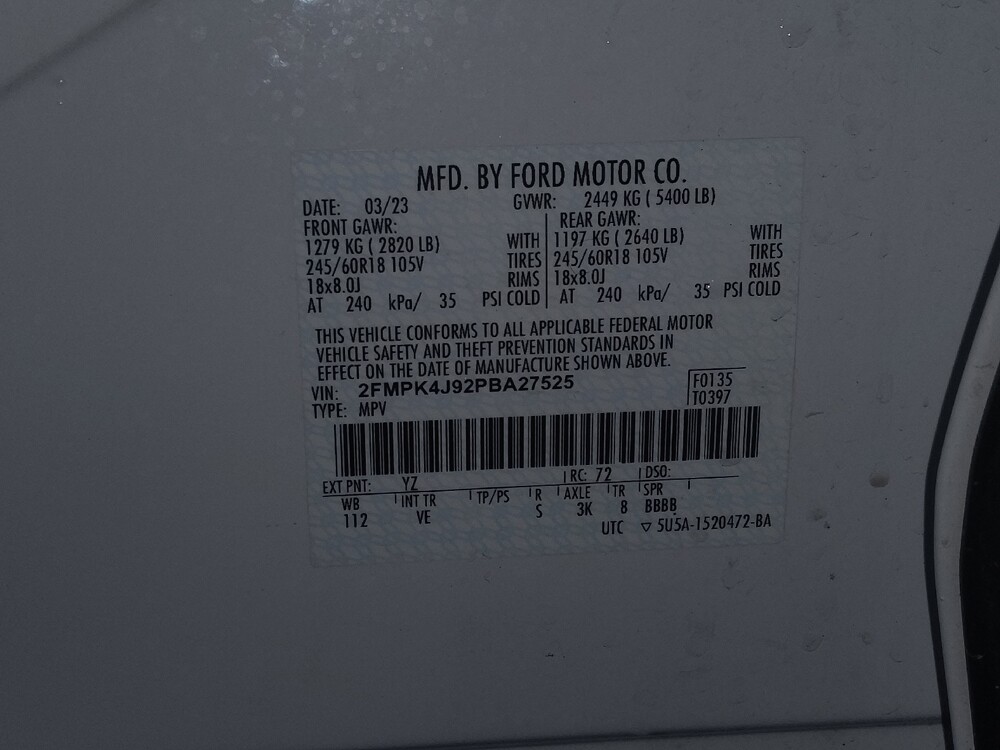 MFD. BY FORD MOTOR CO.
DATE: 03/23 GVWR: 2449 KG ( 5400 LB)
FRONT GAWR: REAR GAWR:
1279 KG ( 2820 LB) WITH 1197 KG ( 2640 LB) WITH
245/60R18 105V TIRES 245/60R18 105V TIRES
18x8.0J RIMS 18x8.0J RIMS
AT 240 kPa/ 35 PSI COLD AT 240 kPa/ 35 PSI COLD
THIS VEHICLE CONFORMS TO ALL APPLICABLE FEDERAL MOTOR
VEHICLE SAFETY AND THEFT PREVENTION STANDARDS IN
EFFECT ON THE DATE OF MANUFACTURE SHOWN ABOVE.
VIN: 2FMPK4J92PBA27525 F0135
TYPE: MPV T0397
EXT PNT: YZ RC: 72 DSO:
WB INT TR TP/PS R AXLE TR SPR
112 VE S 3K 8 BBBB
UTC ▽ 5U5A-1520472-BA